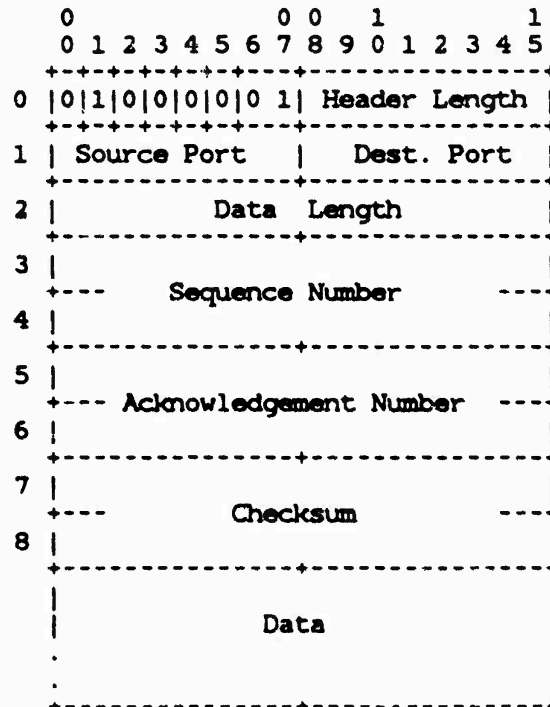 0 0 0 1 1
0 1 2 3 4 5 6 7 8 9 0 1 2 3 4 5
0 |0|1|0|0|0|0|0 1| Header Length |
1 | Source Port | Dest. Port |
2 | Data Length |
3 |
+--- Sequence Number ----
4 |
5 |
+--- Acknowledgement Number ----
6 |
7 |
+--- Checksum ----
8 |
| Data